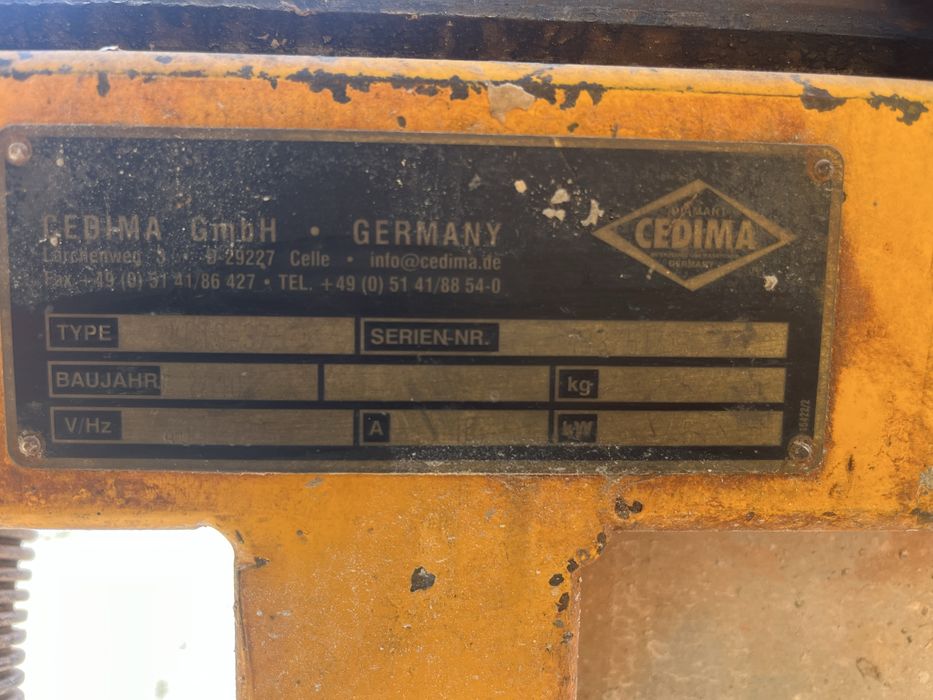 CEDIMA GmbH • GERMANY
Lärchenweg 3 • D-29227 Celle • info@cedima.de
Fax +49 (0) 51 41/86 427 • TEL. +49 (0) 51 41/88 54-0
DIAMANT
CEDIMA
GERMANY
TYPE
SERIEN-NR.
BAUJAHR
kg
V/Hz
A
kW